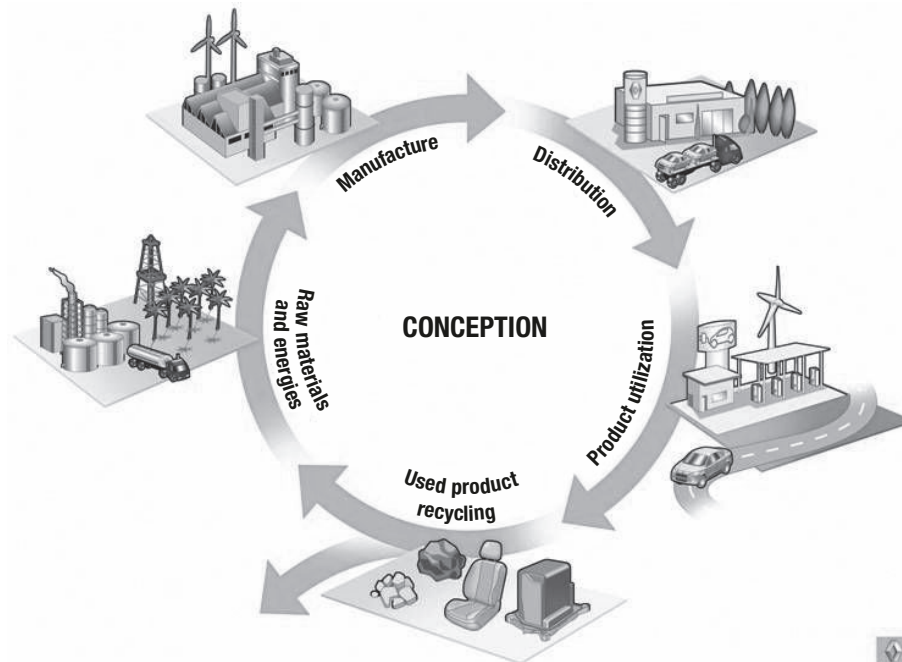 Manufacture
Distribution
Raw materials
and energies
CONCEPTION
Product utilization
Used product
recycling